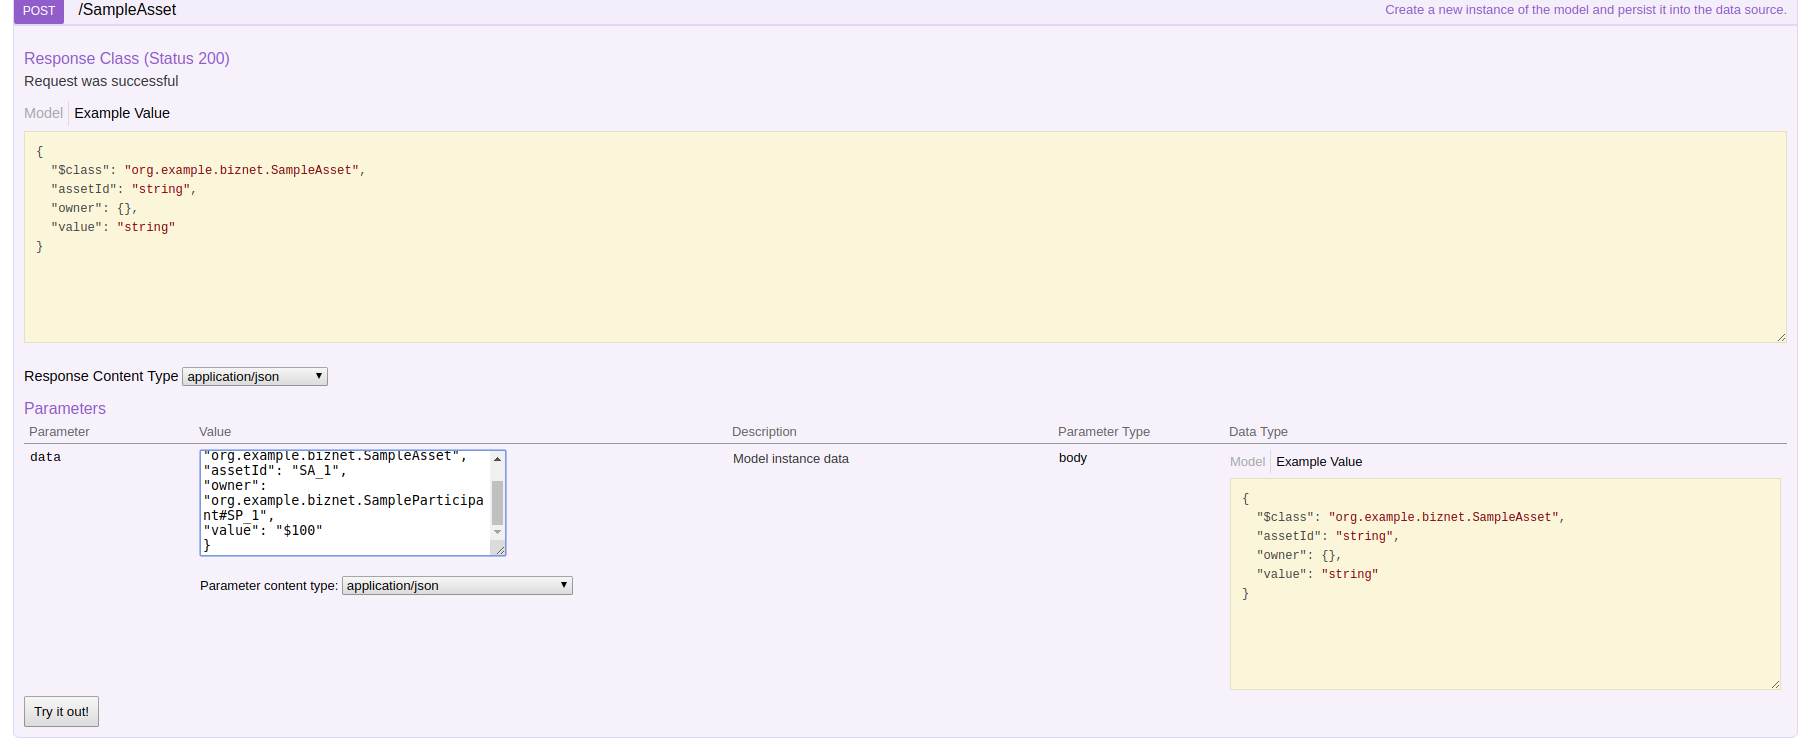 POST /SampleAsset Create a new instance of the model and persist it into the data source.
Response Class (Status 200)
Request was successful
Model Example Value
{
"$class": "org.example.biznet.SampleAsset",
"assetId": "string",
"owner": {},
"value": "string"
}
Response Content Type application/json
Parameters
Parameter Value Description Parameter Type Data Type
data
"org.example.biznet.SampleAsset",
"assetId": "SA_1",
"owner":
"org.example.biznet.SampleParticipa
nt#SP_1",
"value": "$100"
}
Parameter content type: application/json
Model instance data
body
Model Example Value
{
"$class": "org.example.biznet.SampleAsset",
"assetId": "string",
"owner": {},
"value": "string"
}
Try it out!